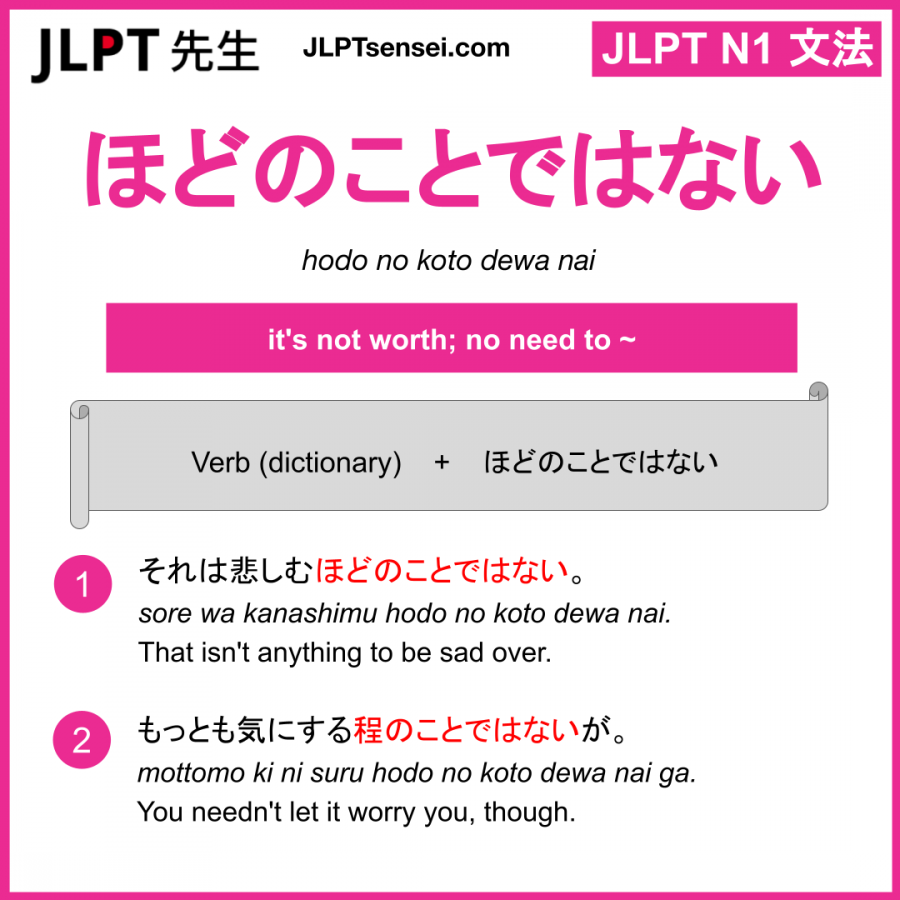 JLPT 先生 JLPTsensei.com JLPT N1 文法
ほどのことではない
hodo no koto dewa nai
it's not worth; no need to ~
Verb (dictionary) + ほどのことではない
1 それは悲しむほどのことではない。
sore wa kanashimu hodo no koto dewa nai.
That isn't anything to be sad over.
2 もっとも気にする程のことではないが。
mottomo ki ni suru hodo no koto dewa nai ga.
You needn't let it worry you, though.